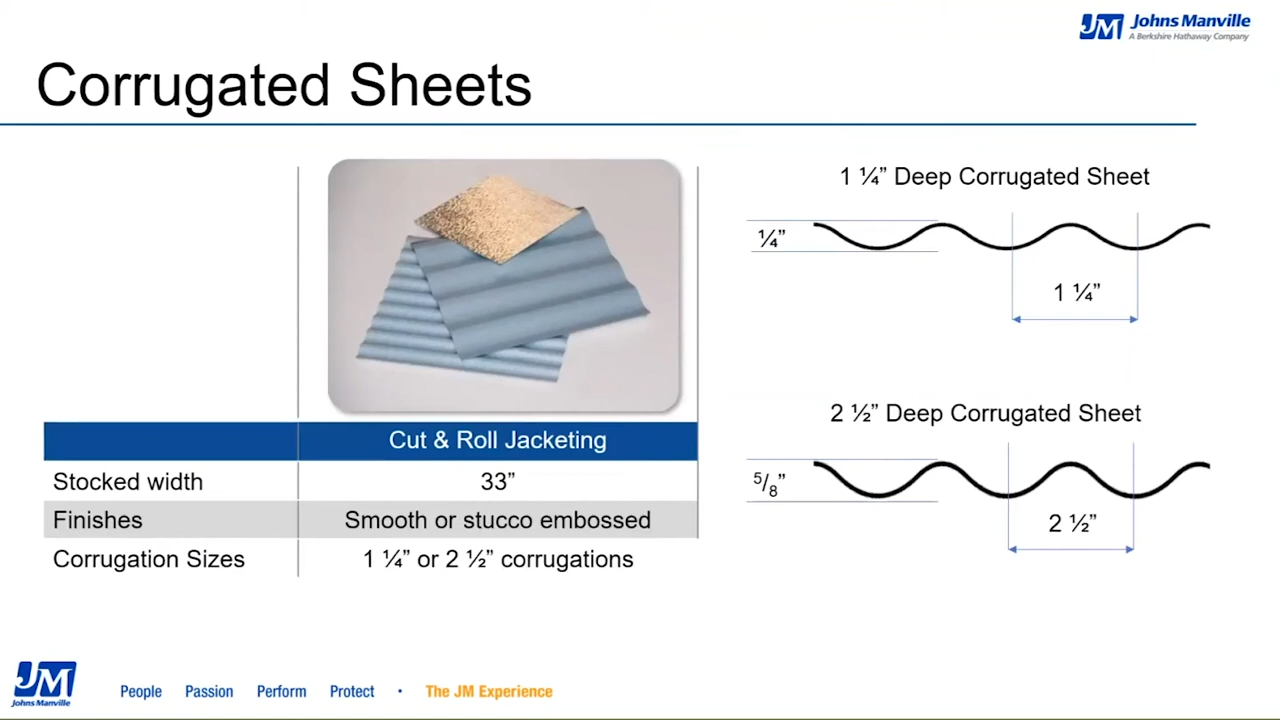 JM Johns Manville
A Berkshire Hathaway Company
Corrugated Sheets
Cut & Roll Jacketing
Stocked width 33”
Finishes Smooth or stucco embossed
Corrugation Sizes 1 ¼” or 2 ½” corrugations
1 ¼” Deep Corrugated Sheet
¼”
1 ¼”
2 ½” Deep Corrugated Sheet
⁵/₈”
2 ½”
JM
Johns Manville
People Passion Perform Protect • The JM Experience